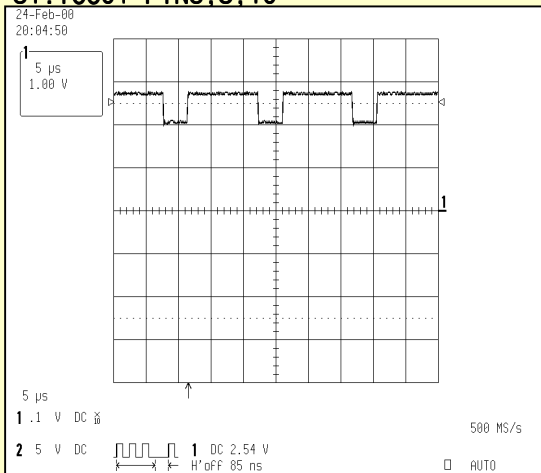 24-Feb-00
20:04:50
1
5 µs
1.00 V
1
5 µs
1 .1 V DC
2 5 V DC
1 DC 2.54 V
H'off 85 ns
500 MS/s
AUTO